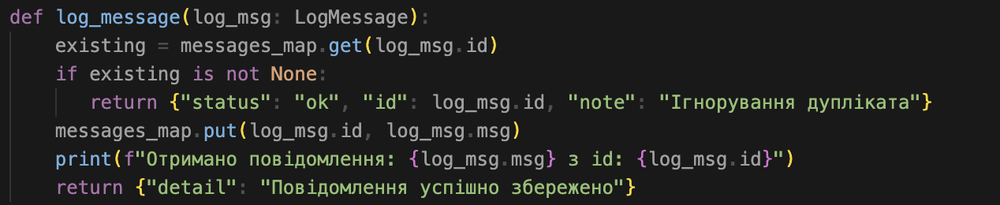 def log_message(log_msg: LogMessage):
    existing = messages_map.get(log_msg.id)
    if existing is not None:
       return {"status": "ok", "id": log_msg.id, "note": "Ігнорування дупліката"}
    messages_map.put(log_msg.id, log_msg.msg)
    print(f"Отримано повідомлення: {log_msg.msg} з id: {log_msg.id}")
    return {"detail": "Повідомлення успішно збережено"}